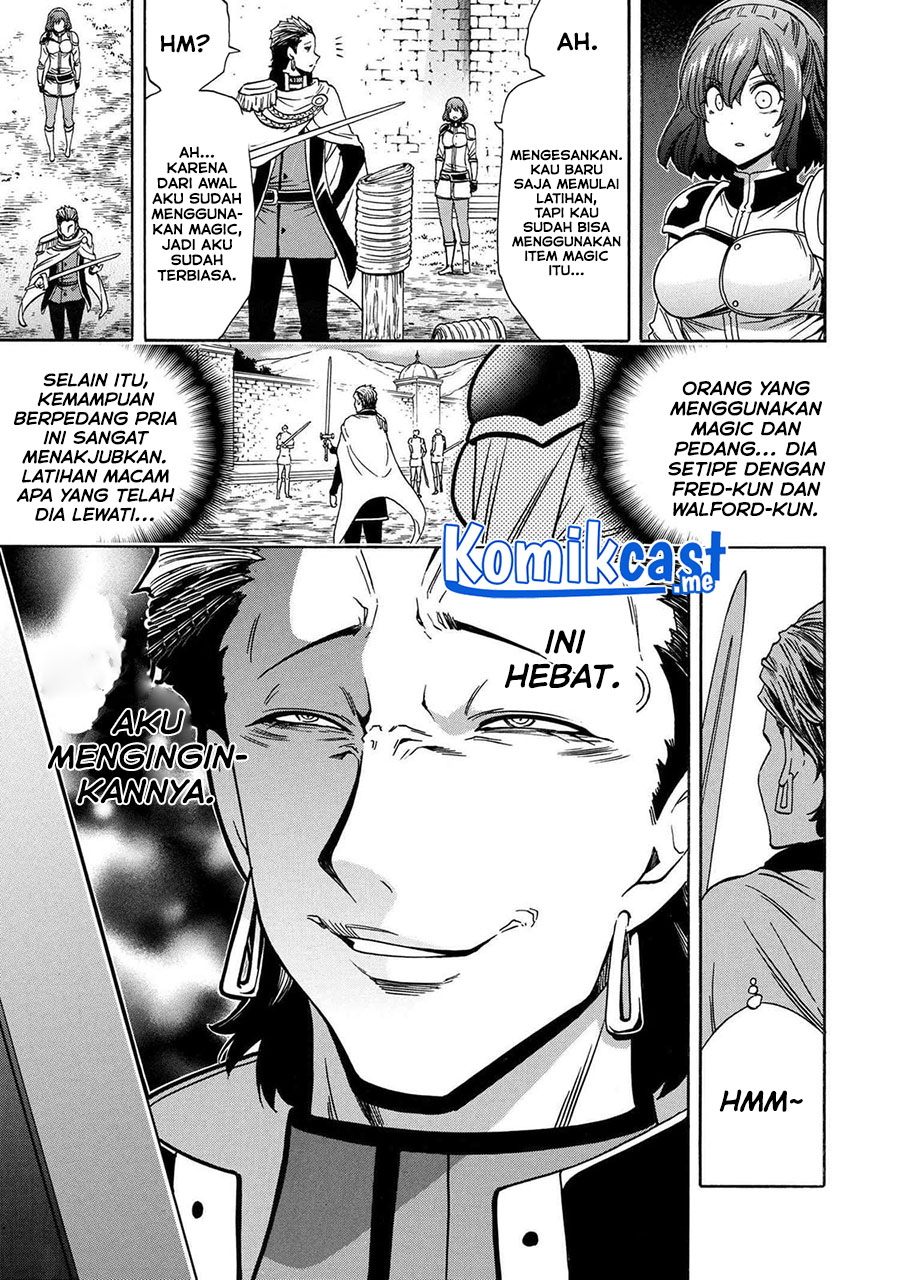 AH.
MENGESANKAN.
KAU BARU
SAJA MEMULAI
LATIHAN,
TAPI KAU
SUDAH BISA
MENGGUNAKAN
ITEM MAGIC
ITU...
HM?
AH...
KARENA
DARI AWAL
AKU SUDAH
MENGGUNA-
KAN MAGIC,
JADI AKU
SUDAH
TERBIASA.
ORANG YANG
MENGGUNAKAN
MAGIC DAN
PEDANG... DIA
SETIPE DENGAN
FRED-KUN DAN
WALFORD-KUN.
SELAIN ITU,
KEMAMPUAN
BERPEDANG PRIA
INI SANGAT
MENAKJUBKAN.
LATIHAN MACAM
APA YANG TELAH
DIA LEWATI...
Komikcast
.me
HMM~
INI
HEBAT.
AKU
MENGINGIN-
KANNYA.